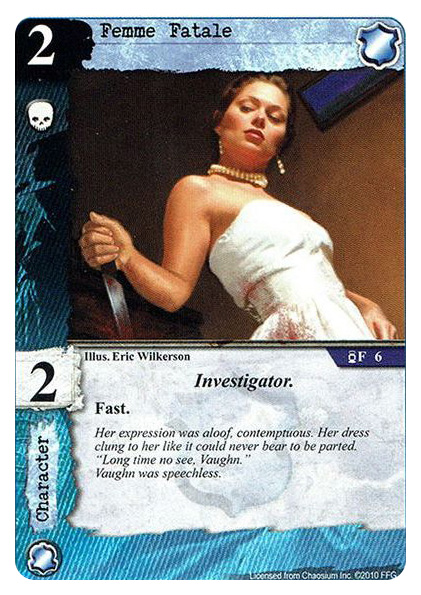 2
Femme Fatale
Illus. Eric Wilkerson
F 6
2
Investigator.
Fast.
Her expression was aloof, contemptuous. Her dress
clung to her like it could never bear to be parted.
“Long time no see, Vaughn.”
Vaughn was speechless.
Character
Licensed from Chaosium Inc. ©2010 FFG